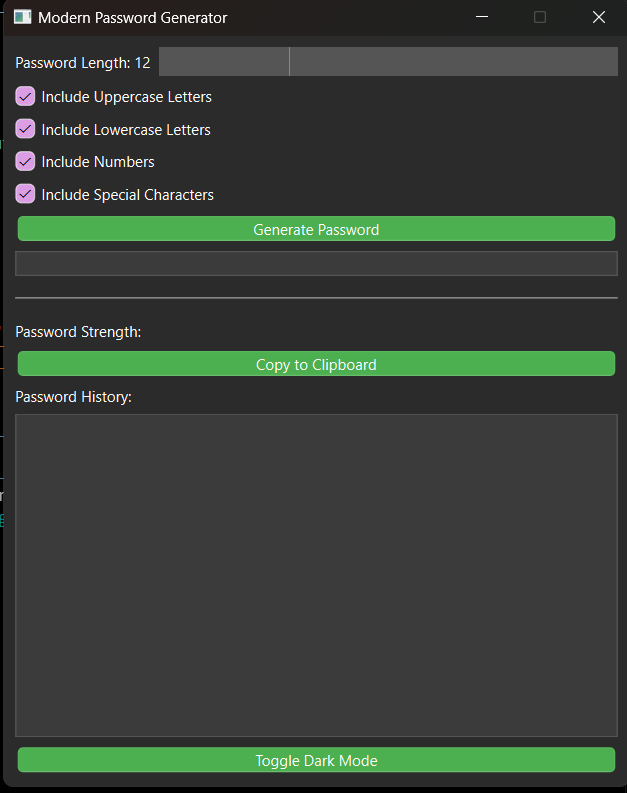 Modern Password Generator
Password Length: 12
Include Uppercase Letters
Include Lowercase Letters
Include Numbers
Include Special Characters
Generate Password
Password Strength:
Copy to Clipboard
Password History:
Toggle Dark Mode